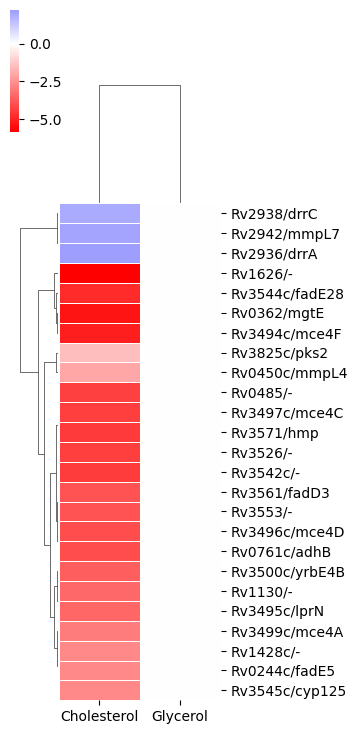 0.0
−2.5
−5.0
Rv2938/drrC
Rv2942/mmpL7
Rv2936/drrA
Rv1626/-
Rv3544c/fadE28
Rv0362/mgtE
Rv3494c/mce4F
Rv3825c/pks2
Rv0450c/mmpL4
Rv0485/-
Rv3497c/mce4C
Rv3571/hmp
Rv3526/-
Rv3542c/-
Rv3561/fadD3
Rv3553/-
Rv3496c/mce4D
Rv0761c/adhB
Rv3500c/yrbE4B
Rv1130/-
Rv3495c/lprN
Rv3499c/mce4A
Rv1428c/-
Rv0244c/fadE5
Rv3545c/cyp125
Cholesterol Glycerol